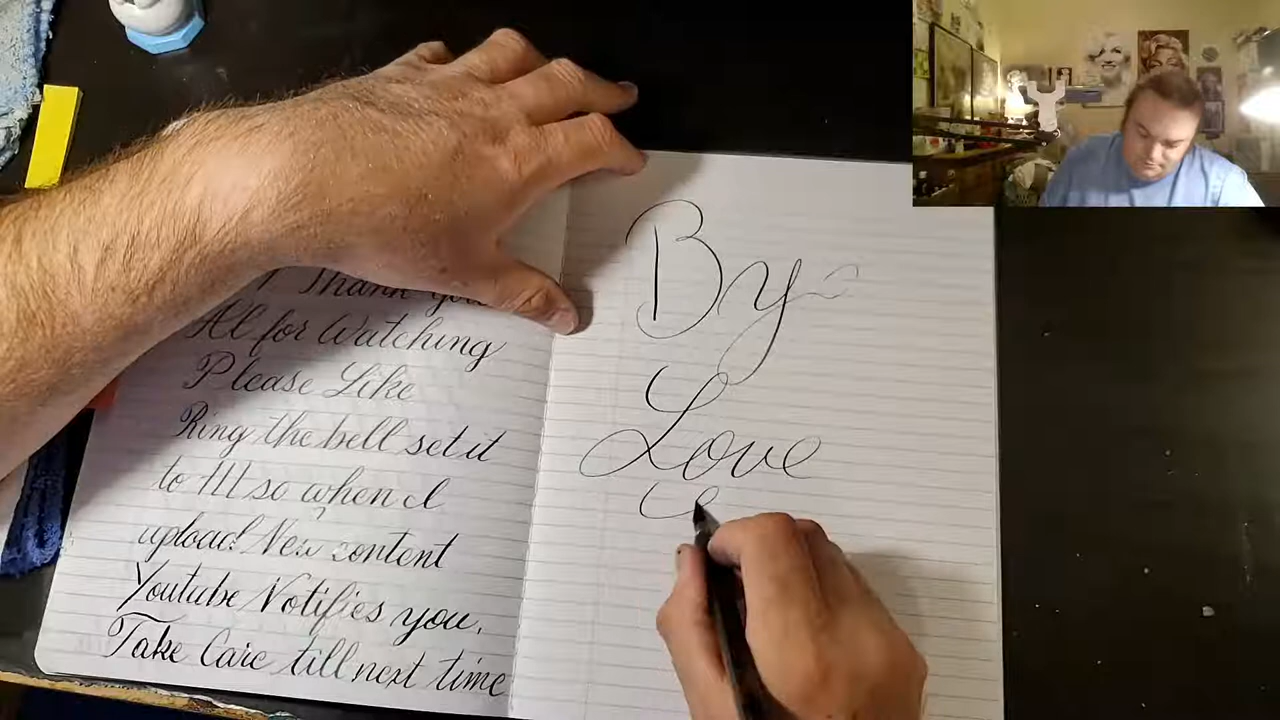 Thank you
All for Watching
Please Like
Ring the bell set it
to All so when I
upload New content
Youtube Notifies you.
Take Care till next time
By
Love